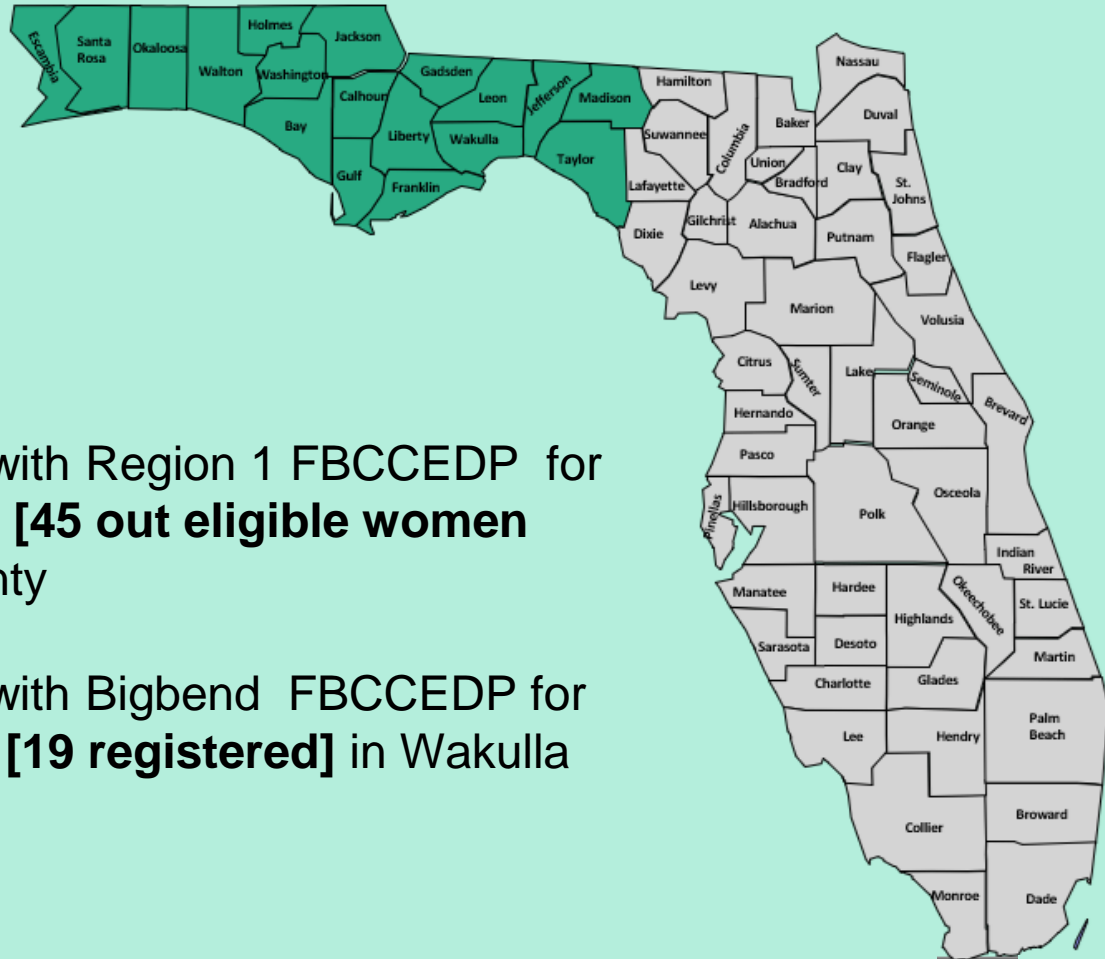 Escambia
Santa
Rosa
Okaloosa
Walton
Holmes
Washington
Jackson
Bay
Calhoun
Gulf
Gadsden
Liberty
Franklin
Leon
Wakulla
Jefferson
Madison
Taylor
Hamilton
Suwannee
Lafayette
Dixie
Columbia
Gilchrist
Levy
Baker
Union
Bradford
Alachua
Nassau
Duval
Clay
St.
Johns
Putnam
Flagler
Marion
Volusia
Citrus
Sumter
Lake
Seminole
Brevard
Hernando
Orange
Pasco
Osceola
Pinellas
Hillsborough
Polk
Indian
River
Manatee
Hardee
Highlands
Okeechobee
St. Lucie
Sarasota
Desoto
Martin
Charlotte
Glades
Lee
Hendry
Palm
Beach
Collier
Broward
Monroe
Dade
with Region 1 FBCCEDP for
[45 out eligible women
nty
with Bigbend FBCCEDP for
[19 registered] in Wakulla